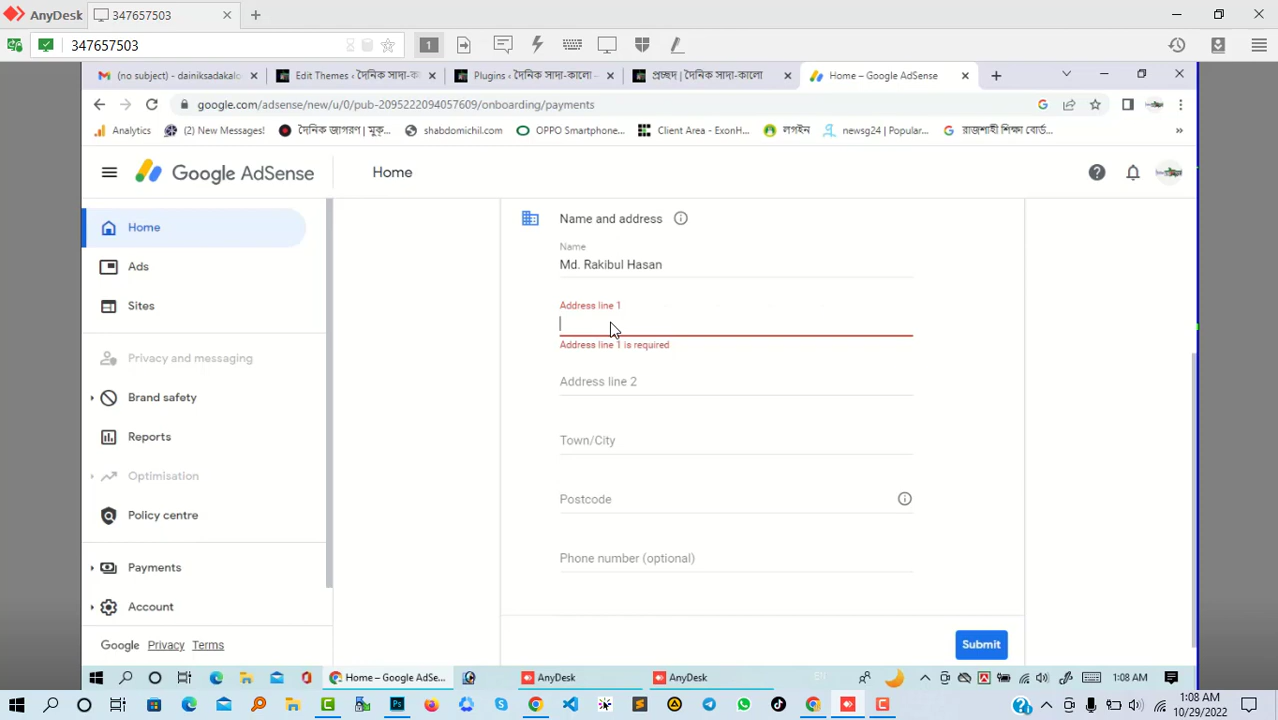 AnyDesk
347657503
347657503
1
(no subject) - dainiksadakalo
Edit Themes ‹ দৈনিক সাদা-কা
Plugins ‹ দৈনিক সাদা-কালো —
প্রচ্ছদ | দৈনিক সাদা-কালো
Home – Google AdSense
google.com/adsense/new/u/0/pub-2095222094057609/onboarding/payments
Analytics
(2) New Messages!
দৈনিক জাগরণ | মুক্...
shabdomichil.com
OPPO Smartphone...
Client Area - ExonH...
লগইন
newsg24 | Popular...
রাজশাহী শিক্ষা বোর্ড...
»
Google AdSense
Home
Home
Ads
Sites
Privacy and messaging
Brand safety
Reports
Optimisation
Policy centre
Payments
Account
Google Privacy Terms
Name and address
Name
Md. Rakibul Hasan
Address line 1
Address line 1 is required
Address line 2
Town/City
Postcode
Phone number (optional)
Submit
Home – Google AdSe...
AnyDesk
AnyDesk
EN
1:08 AM
1:08 AM
10/29/2022